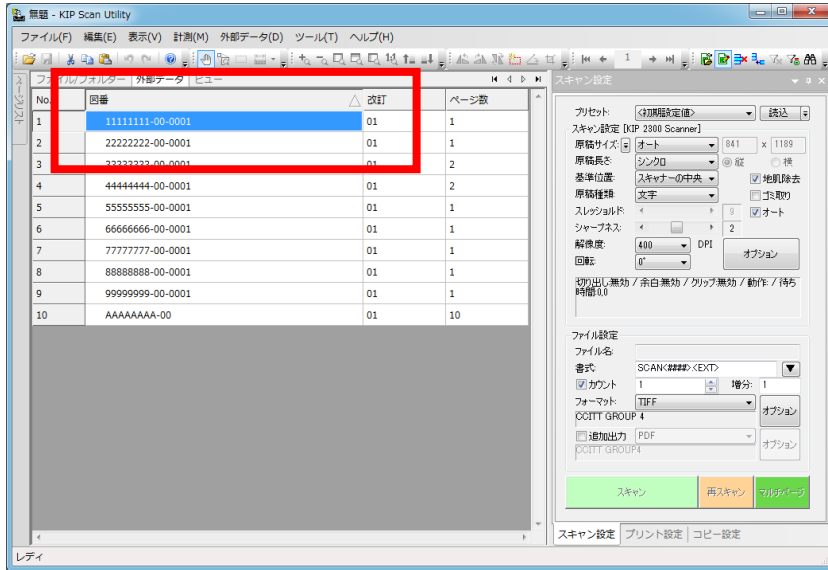 無題 - KIP Scan Utility
ファイル(F) 編集(E) 表示(V) 計測(M) 外部データ(D) ツール(T) ヘルプ(H)
1
ファイル/フォルダー 外部データ ビュー
ページリスト
No. 図番 改訂 ページ数
1 11111111-00-0001 01 1
2 22222222-00-0001 01 1
3 33333333-00-0001 01 2
4 44444444-00-0001 01 2
5 55555555-00-0001 01 1
6 66666666-00-0001 01 1
7 77777777-00-0001 01 1
8 88888888-00-0001 01 1
9 99999999-00-0001 01 1
10 AAAAAAAA-00 01 10
スキャン設定
プリセット: <初期設定値> 読込
スキャン設定 [KIP 2300 Scanner]
原稿サイズ: オート 841 x 1189
原稿長さ: シンクロ 縦 横
基準位置: スキャナーの中央 地肌除去
原稿種類: 文字 ゴミ取り
スレッショルド: 9 オート
シャープネス: 2
解像度: 400 DPI オプション
回転: 0°
切り出し:無効 / 余白:無効 / クリップ:無効 / 動作: / 待ち
時間:0.0
ファイル設定
ファイル名:
書式: SCAN<####>.<EXT>
カウント 1 増分: 1
フォーマット: TIFF オプション
CCITT GROUP 4
追加出力 PDF オプション
CCITT GROUP4
スキャン 再スキャン マルチページ
スキャン設定 プリント設定 コピー設定
レディ